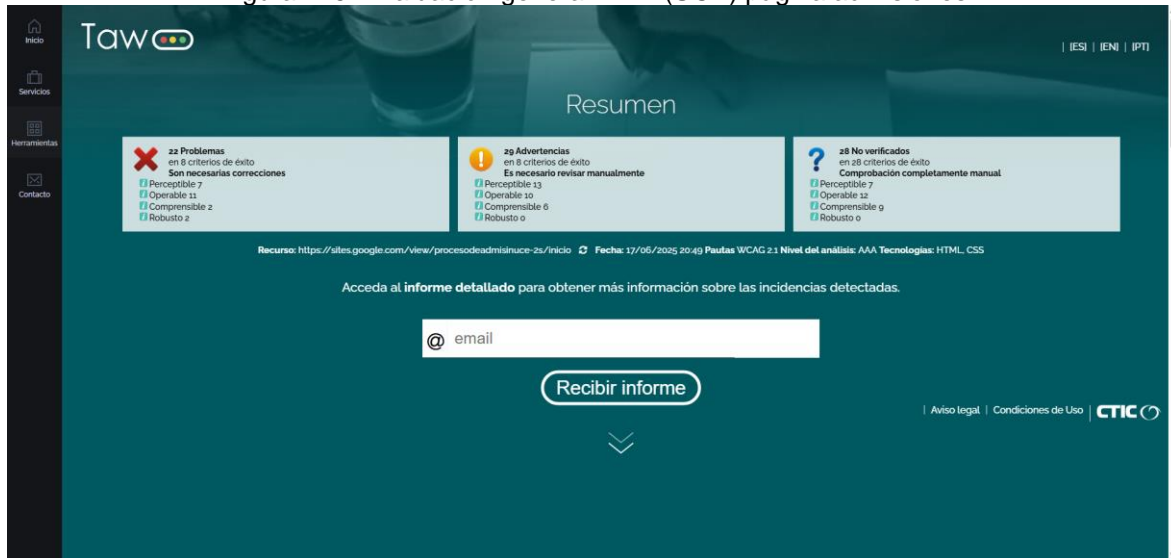 Inicio
Servicios
Herramientas
Contacto
Taw
| [ES] | [EN] | [PT]
Resumen
22 Problemas
en 8 criterios de éxito
Son necesarias correcciones
Perceptible 7
Operable 11
Comprensible 2
Robusto 2
29 Advertencias
en 8 criterios de éxito
Es necesario revisar manualmente
Perceptible 13
Operable 10
Comprensible 6
Robusto 0
28 No verificados
en 28 criterios de éxito
Comprobación completamente manual
Perceptible 7
Operable 12
Comprensible 9
Robusto 0
Recurso: https://sites.google.com/view/procesodeadmisinuce-2s/inicio Fecha: 17/06/2025 20:49 Pautas WCAG 2.1 Nivel del análisis: AAA Tecnologías: HTML, CSS
Acceda al informe detallado para obtener más información sobre las incidencias detectadas.
@ email
Recibir informe
| Aviso legal | Condiciones de Uso | CTIC